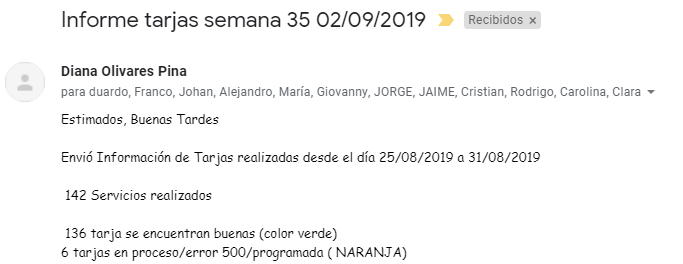 Informe tarjas semana 35 02/09/2019 Recibidos x
Diana Olivares Pina
para duardo, Franco, Johan, Alejandro, María, Giovanny, JORGE, JAIME, Cristian, Rodrigo, Carolina, Clara
Estimados, Buenas Tardes
Envió Información de Tarjas realizadas desde el día 25/08/2019 a 31/08/2019
142 Servicios realizados
136 tarja se encuentran buenas (color verde)
6 tarjas en proceso/error 500/programada ( NARANJA)